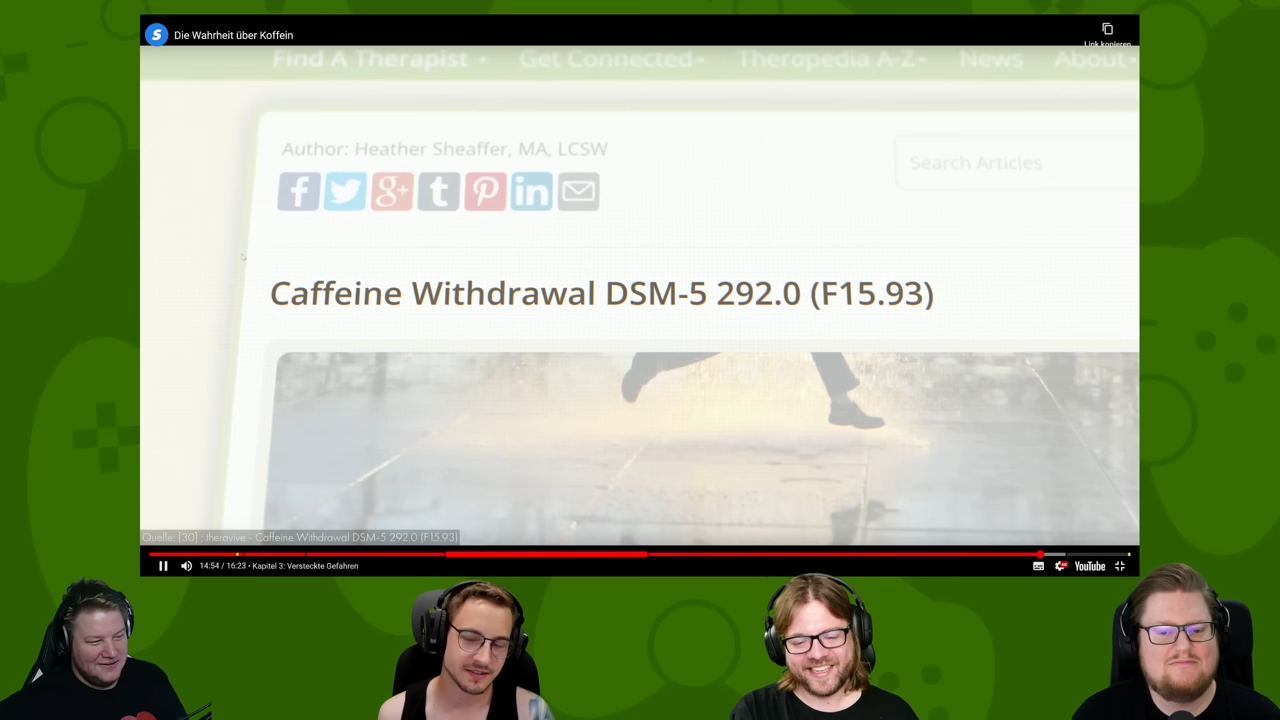 Die Wahrheit über Koffein
Link kopieren
Find A Therapist
Get Connected
Theropedia A-Z
News
About
Author: Heather Sheaffer, MA, LCSW
Search Articles
Caffeine Withdrawal DSM-5 292.0 (F15.93)
Quelle: [30] ; theravive - Caffeine Withdrawal DSM-5 292.0 (F15.93)
14:54 / 16:23 • Kapitel 3: Versteckte Gefahren
YouTube